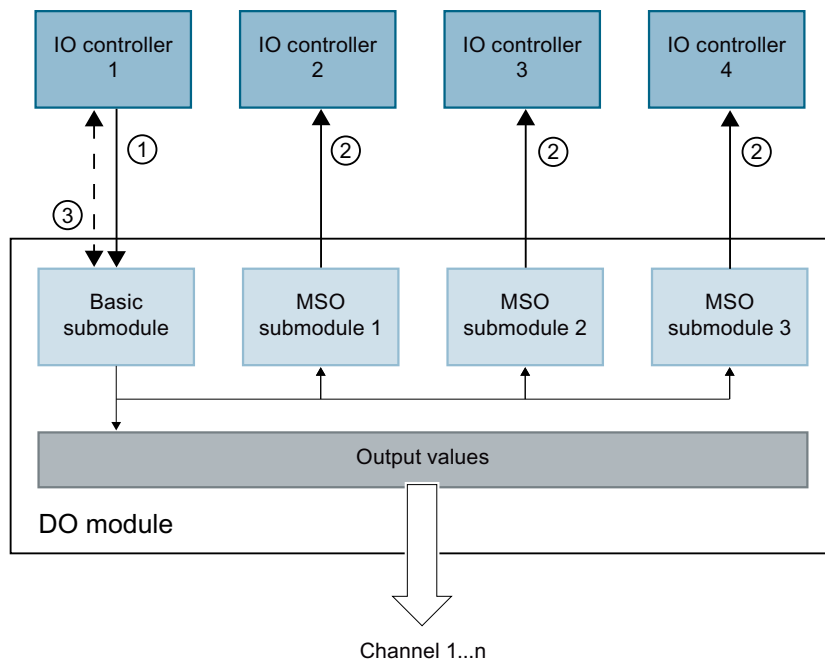 IO controller
1
IO controller
2
IO controller
3
IO controller
4
①
②
②
②
③
Basic
submodule
MSO
submodule 1
MSO
submodule 2
MSO
submodule 3
Output values
DO module
Channel 1...n